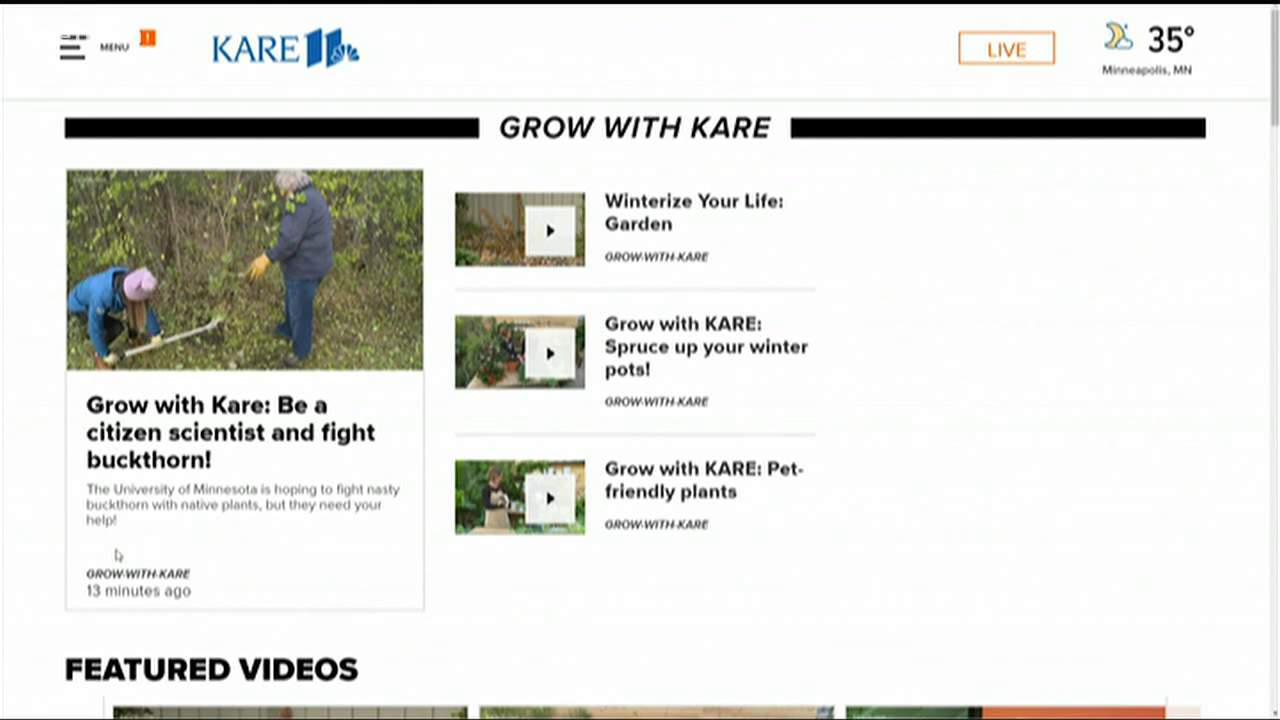 MENU
!
KARE 11
LIVE
35°
Minneapolis, MN
GROW WITH KARE
Grow with Kare: Be a
citizen scientist and fight
buckthorn!
The University of Minnesota is hoping to fight nasty
buckthorn with native plants, but they need your
help!
GROW-WITH-KARE
13 minutes ago
Winterize Your Life:
Garden
GROW-WITH-KARE
Grow with KARE:
Spruce up your winter
pots!
GROW-WITH-KARE
Grow with KARE: Pet-
friendly plants
GROW-WITH-KARE
FEATURED VIDEOS